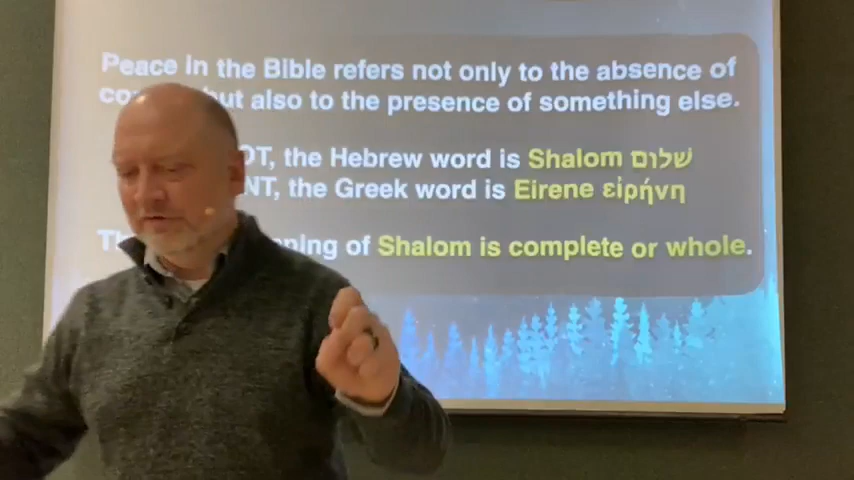 Peace in the Bible refers not only to the absence of
but also to the presence of something else.
OT, the Hebrew word is Shalom שלום
NT, the Greek word is Eirene εἰρήνη
of Shalom is complete or whole.